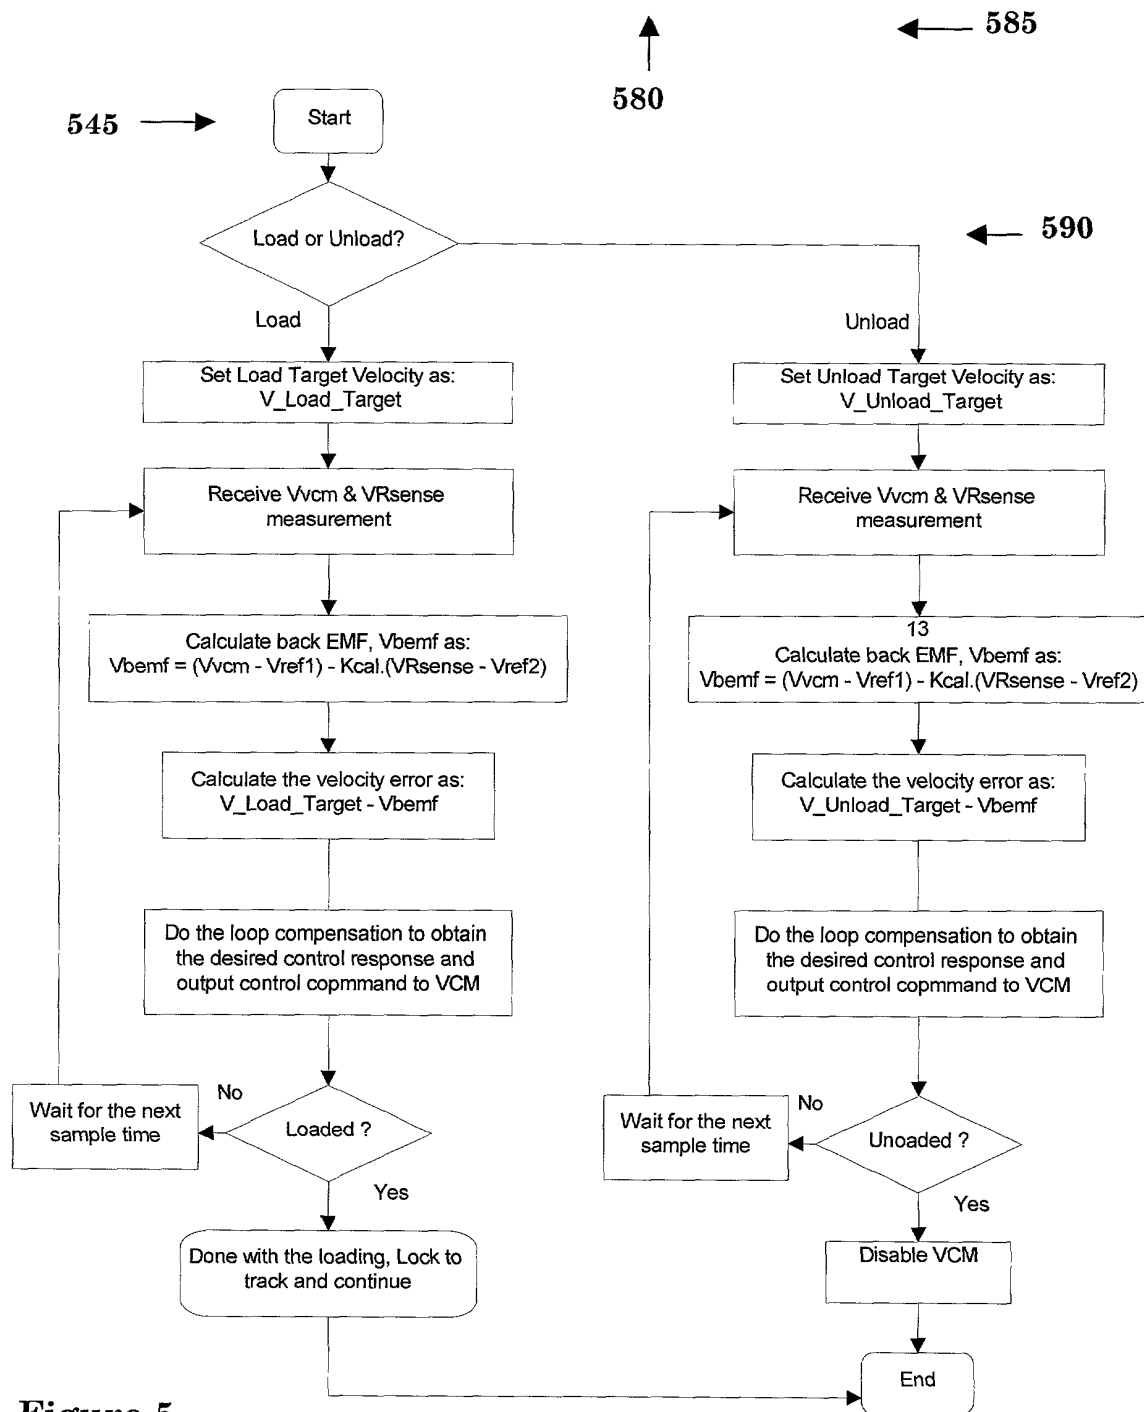 585
580
545
Start
Load or Unload?
590
Load
Unload
Set Load Target Velocity as:
V_Load_Target
Set Unload Target Velocity as:
V_Unload_Target
Receive Vvcm & VRsense
measurement
Receive Vvcm & VRsense
measurement
Calculate back EMF, Vbemf as:
Vbemf = (Vvcm - Vref1) - Kcal.(VRsense - Vref2)
13
Calculate back EMF, Vbemf as:
Vbemf = (Vvcm - Vref1) - Kcal.(VRsense - Vref2)
Calculate the velocity error as:
V_Load_Target - Vbemf
Calculate the velocity error as:
V_Unload_Target - Vbemf
Do the loop compensation to obtain
the desired control response and
output control copmmand to VCM
Do the loop compensation to obtain
the desired control response and
output control copmmand to VCM
No
Wait for the next
sample time
Loaded ?
Yes
No
Wait for the next
sample time
Unoaded ?
Yes
Done with the loading, Lock to
track and continue
Disable VCM
End
Figure 5